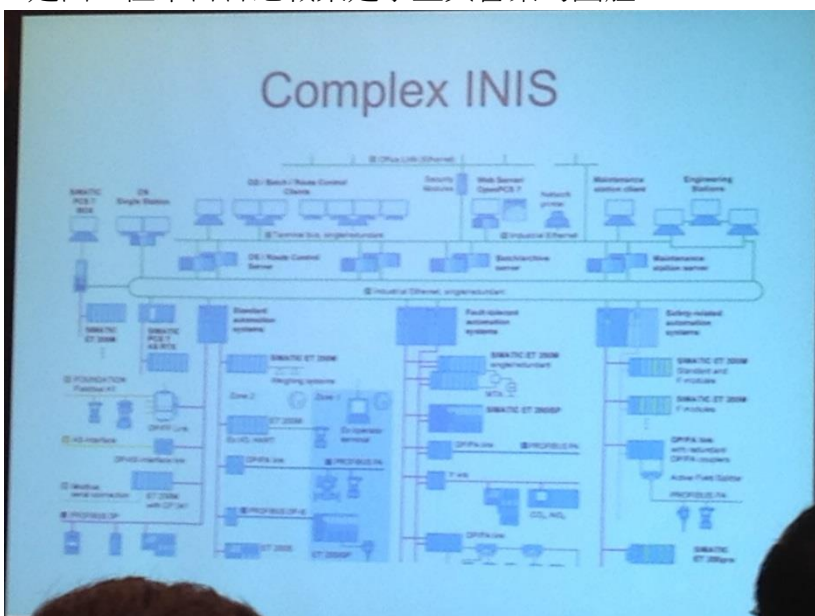 Complex INIS
Office LAN (Ethernet)
SIMATIC
PCS 7
BOX
OS
Single Station
OS / Batch / Route Control
Clients
Security
Modules
Web Server
OpenPCS 7
Network
printer
Maintenance
station client
Engineering
Stations
Terminal bus, single/redundant
Industrial Ethernet
OS / Route Control
Server
Batch/archive
server
Maintenance
station server
Industrial Ethernet, single/redundant
SIMATIC
ET 200M
SIMATIC
PCS 7
AS RTX
Standard
automation
systems
Fault-tolerant
automation
systems
Safety-related
automation
systems
FOUNDATION
Fieldbus H1
DP/FF Link
AS-Interface
DP/AS-Interface link
Modbus,
serial connection
ET 200M
with CP 341
PROFIBUS DP
SIMATIC ET 200M
Weighing systems
Zone 2
Zone 1
ET 200iSP
Ex I/O, HART
Ex operator
terminal
DP/PA link
PROFIBUS PA
PROFIBUS DP-iS
ET 200S
ET 200iSP
SIMATIC ET 200M
single/redundant
MTA
SIMATIC ET 200iSP
DP/PA link
PROFIBUS PA
Y link
DP/PA link
SIMATIC ET 200M
Standard and
F modules
SIMATIC ET 200M
F modules
DP/PA link
with redundant
DP/PA couplers
Active Field Splitter
PROFIBUS PA
SIMATIC
ET 200pro